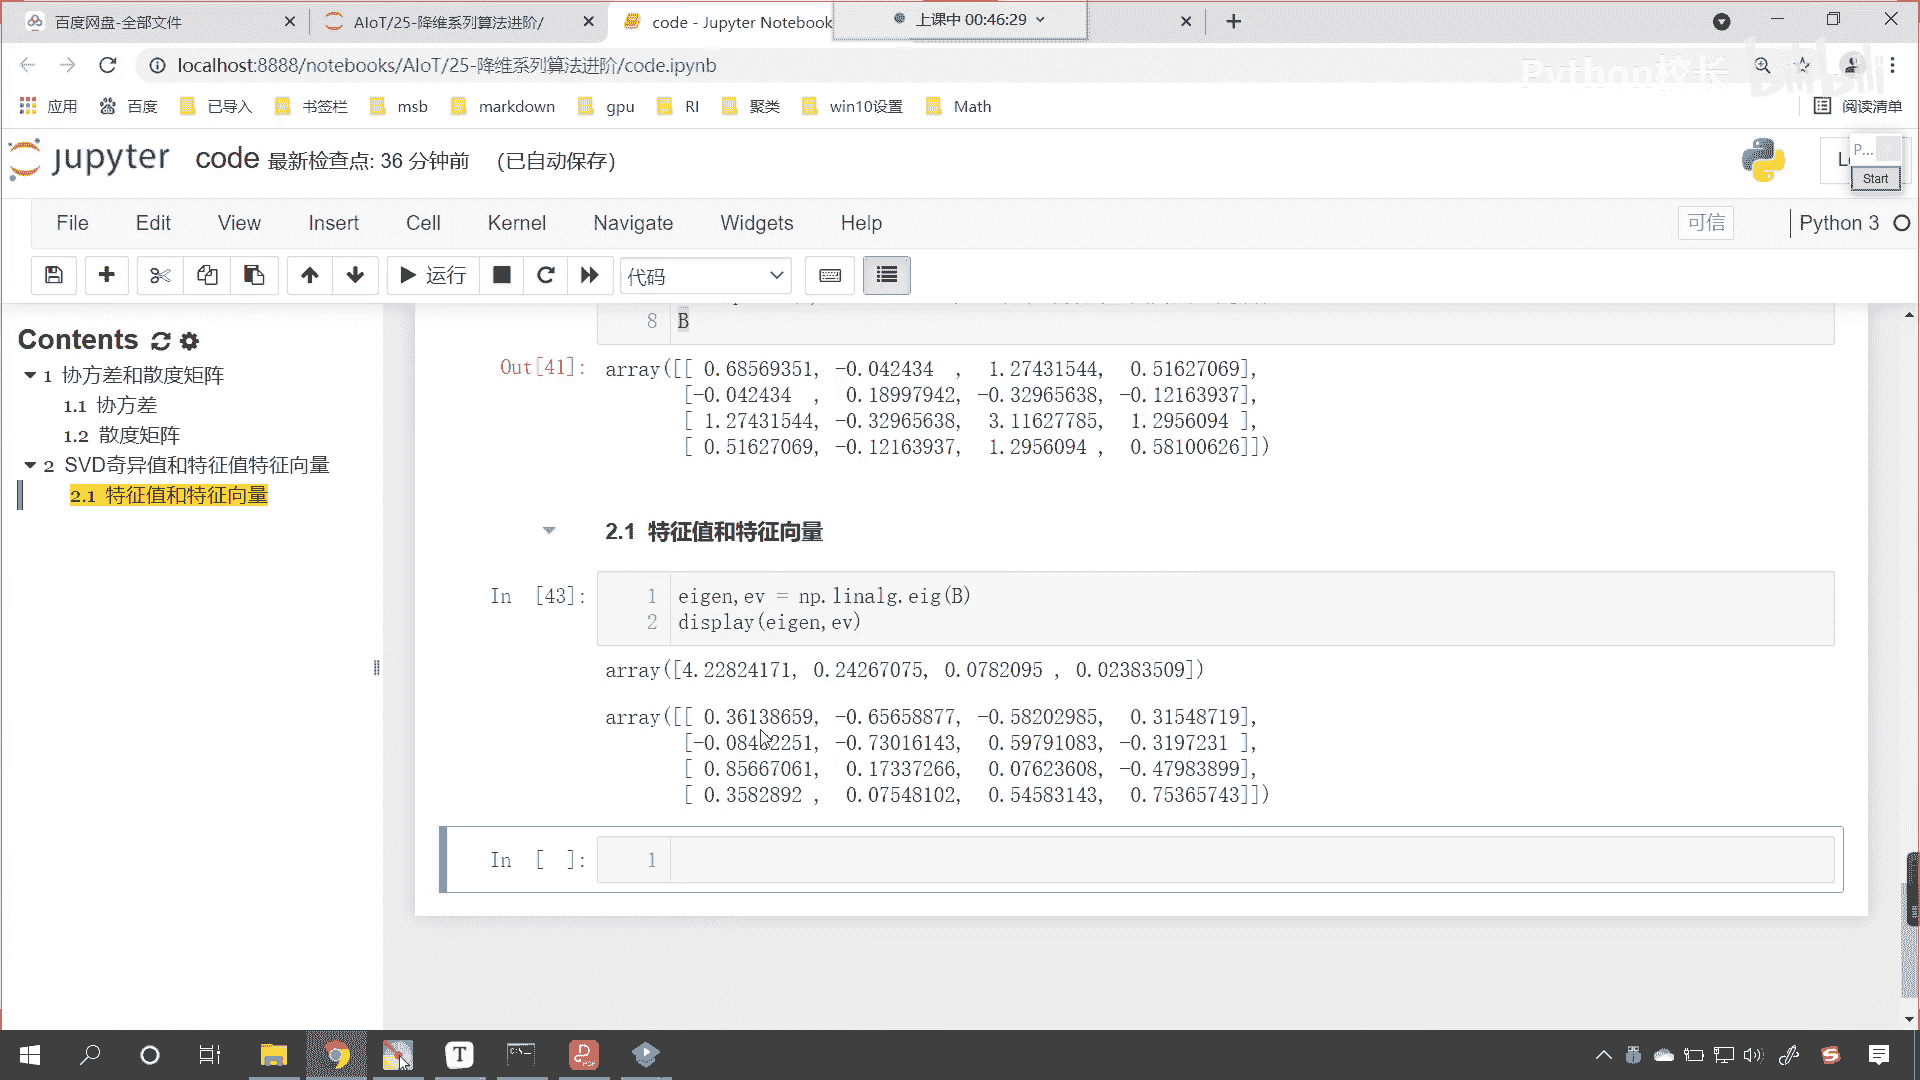 百度网盘-全部文件
AIoT/25-降维系列算法进阶/
code - Jupyter Notebook
上课中 00:46:29
localhost:8888/notebooks/AIoT/25-降维系列算法进阶/code.ipynb
Python校长
bilibili
应用
百度
已导入
书签栏
msb
markdown
gpu
RI
聚类
win10设置
Math
阅读清单
jupyter
code 最新检查点: 36 分钟前 (已自动保存)
P...
Start
File Edit View Insert Cell Kernel Navigate Widgets Help
可信
Python 3
运行
代码
Contents
1 协方差和散度矩阵
1.1 协方差
1.2 散度矩阵
2 SVD奇异值和特征值特征向量
2.1 特征值和特征向量
8 B
Out[41]: array([[ 0.68569351, -0.042434 , 1.27431544, 0.51627069],
[-0.042434 , 0.18997942, -0.32965638, -0.12163937],
[ 1.27431544, -0.32965638, 3.11627785, 1.2956094 ],
[ 0.51627069, -0.12163937, 1.2956094 , 0.58100626]])
2.1 特征值和特征向量
In [43]: 1 eigen,ev = np.linalg.eig(B)
2 display(eigen,ev)
array([4.22824171, 0.24267075, 0.0782095 , 0.02383509])
array([[ 0.36138659, -0.65658877, -0.58202985, 0.31548719],
[-0.08452251, -0.73016143, 0.59791083, -0.3197231 ],
[ 0.85667061, 0.17337266, 0.07623608, -0.47983899],
[ 0.3582892 , 0.07548102, 0.54583143, 0.75365743]])
In [ ]: 1